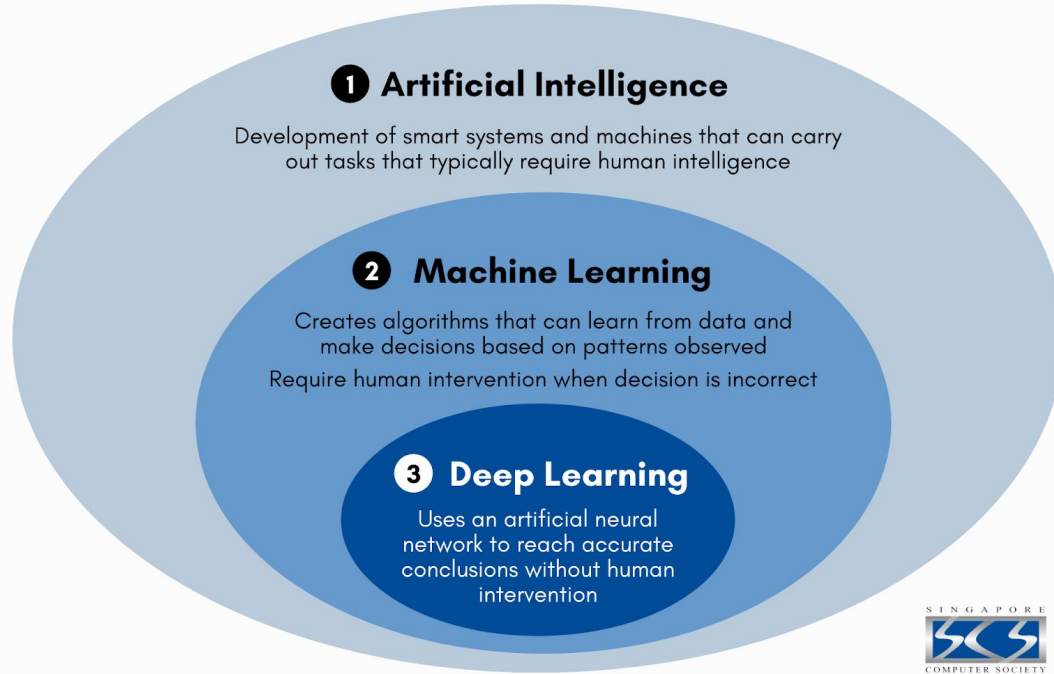 1 Artificial Intelligence
Development of smart systems and machines that can carry
out tasks that typically require human intelligence
2 Machine Learning
Creates algorithms that can learn from data and
make decisions based on patterns observed
Require human intervention when decision is incorrect
3 Deep Learning
Uses an artificial neural
network to reach accurate
conclusions without human
intervention
SINGAPORE
SCS
COMPUTER SOCIETY